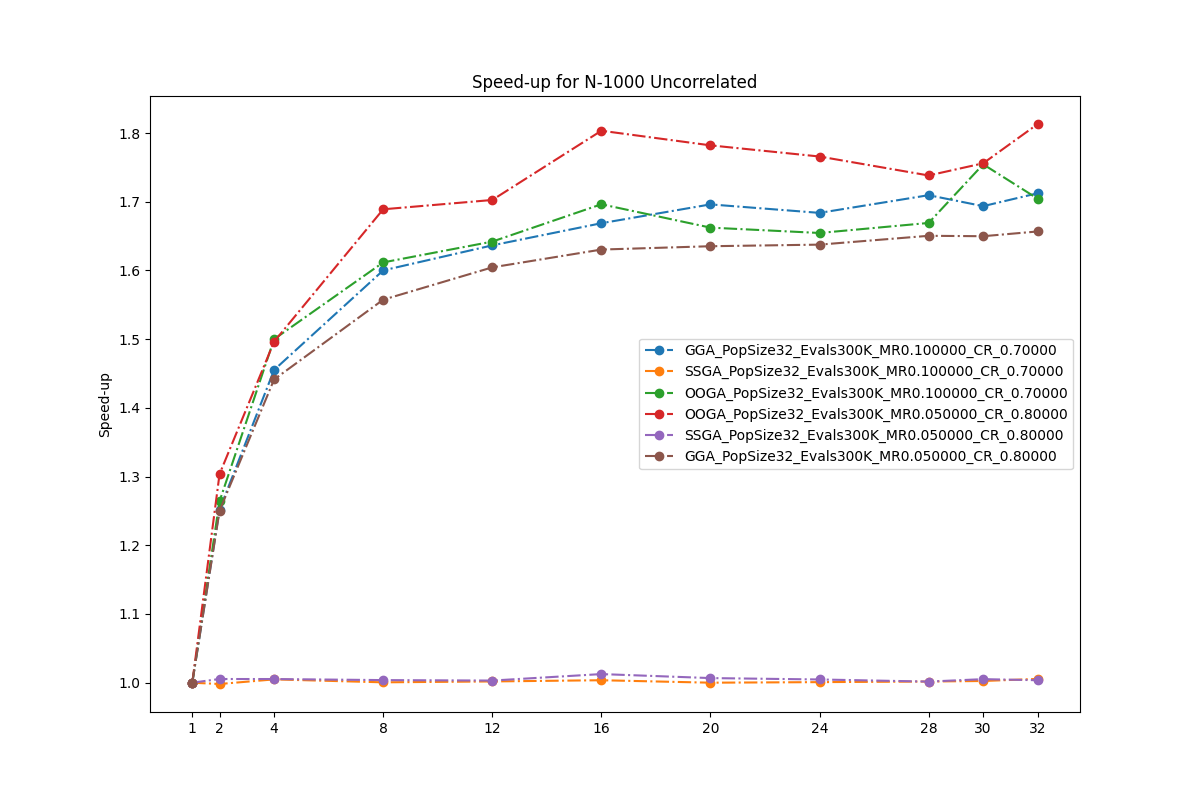 Speed-up for N-1000 Uncorrelated
1.8
1.7
1.6
1.5
1.4
1.3
1.2
1.1
1.0
Speed-up
GGA_PopSize32_Evals300K_MR0.100000_CR_0.70000
SSGA_PopSize32_Evals300K_MR0.100000_CR_0.70000
OOGA_PopSize32_Evals300K_MR0.100000_CR_0.70000
OOGA_PopSize32_Evals300K_MR0.050000_CR_0.80000
SSGA_PopSize32_Evals300K_MR0.050000_CR_0.80000
GGA_PopSize32_Evals300K_MR0.050000_CR_0.80000
1 2 4 8 12 16 20 24 28 30 32